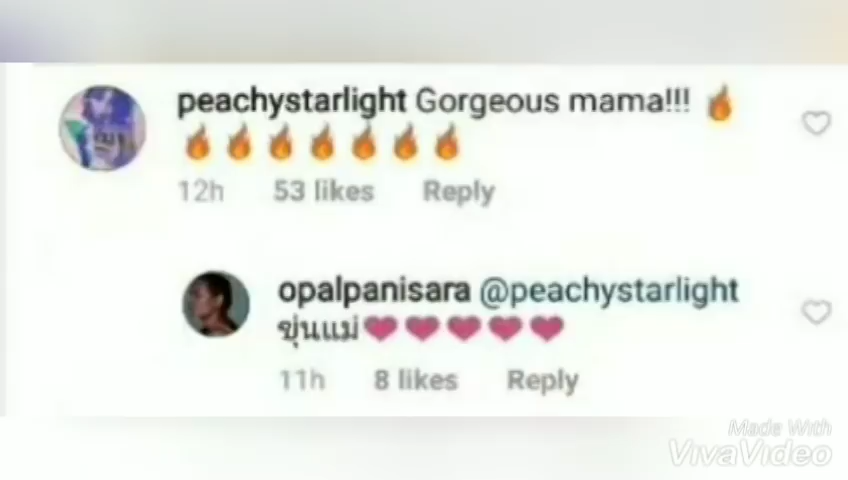 peachystarlight Gorgeous mama!!! 🔥
🔥🔥🔥🔥🔥🔥🔥
12h 53 likes Reply
opalpanisara @peachystarlight
ขุ่นแม่💗💗💗💗💗
11h 8 likes Reply
Made With
VivaVideo